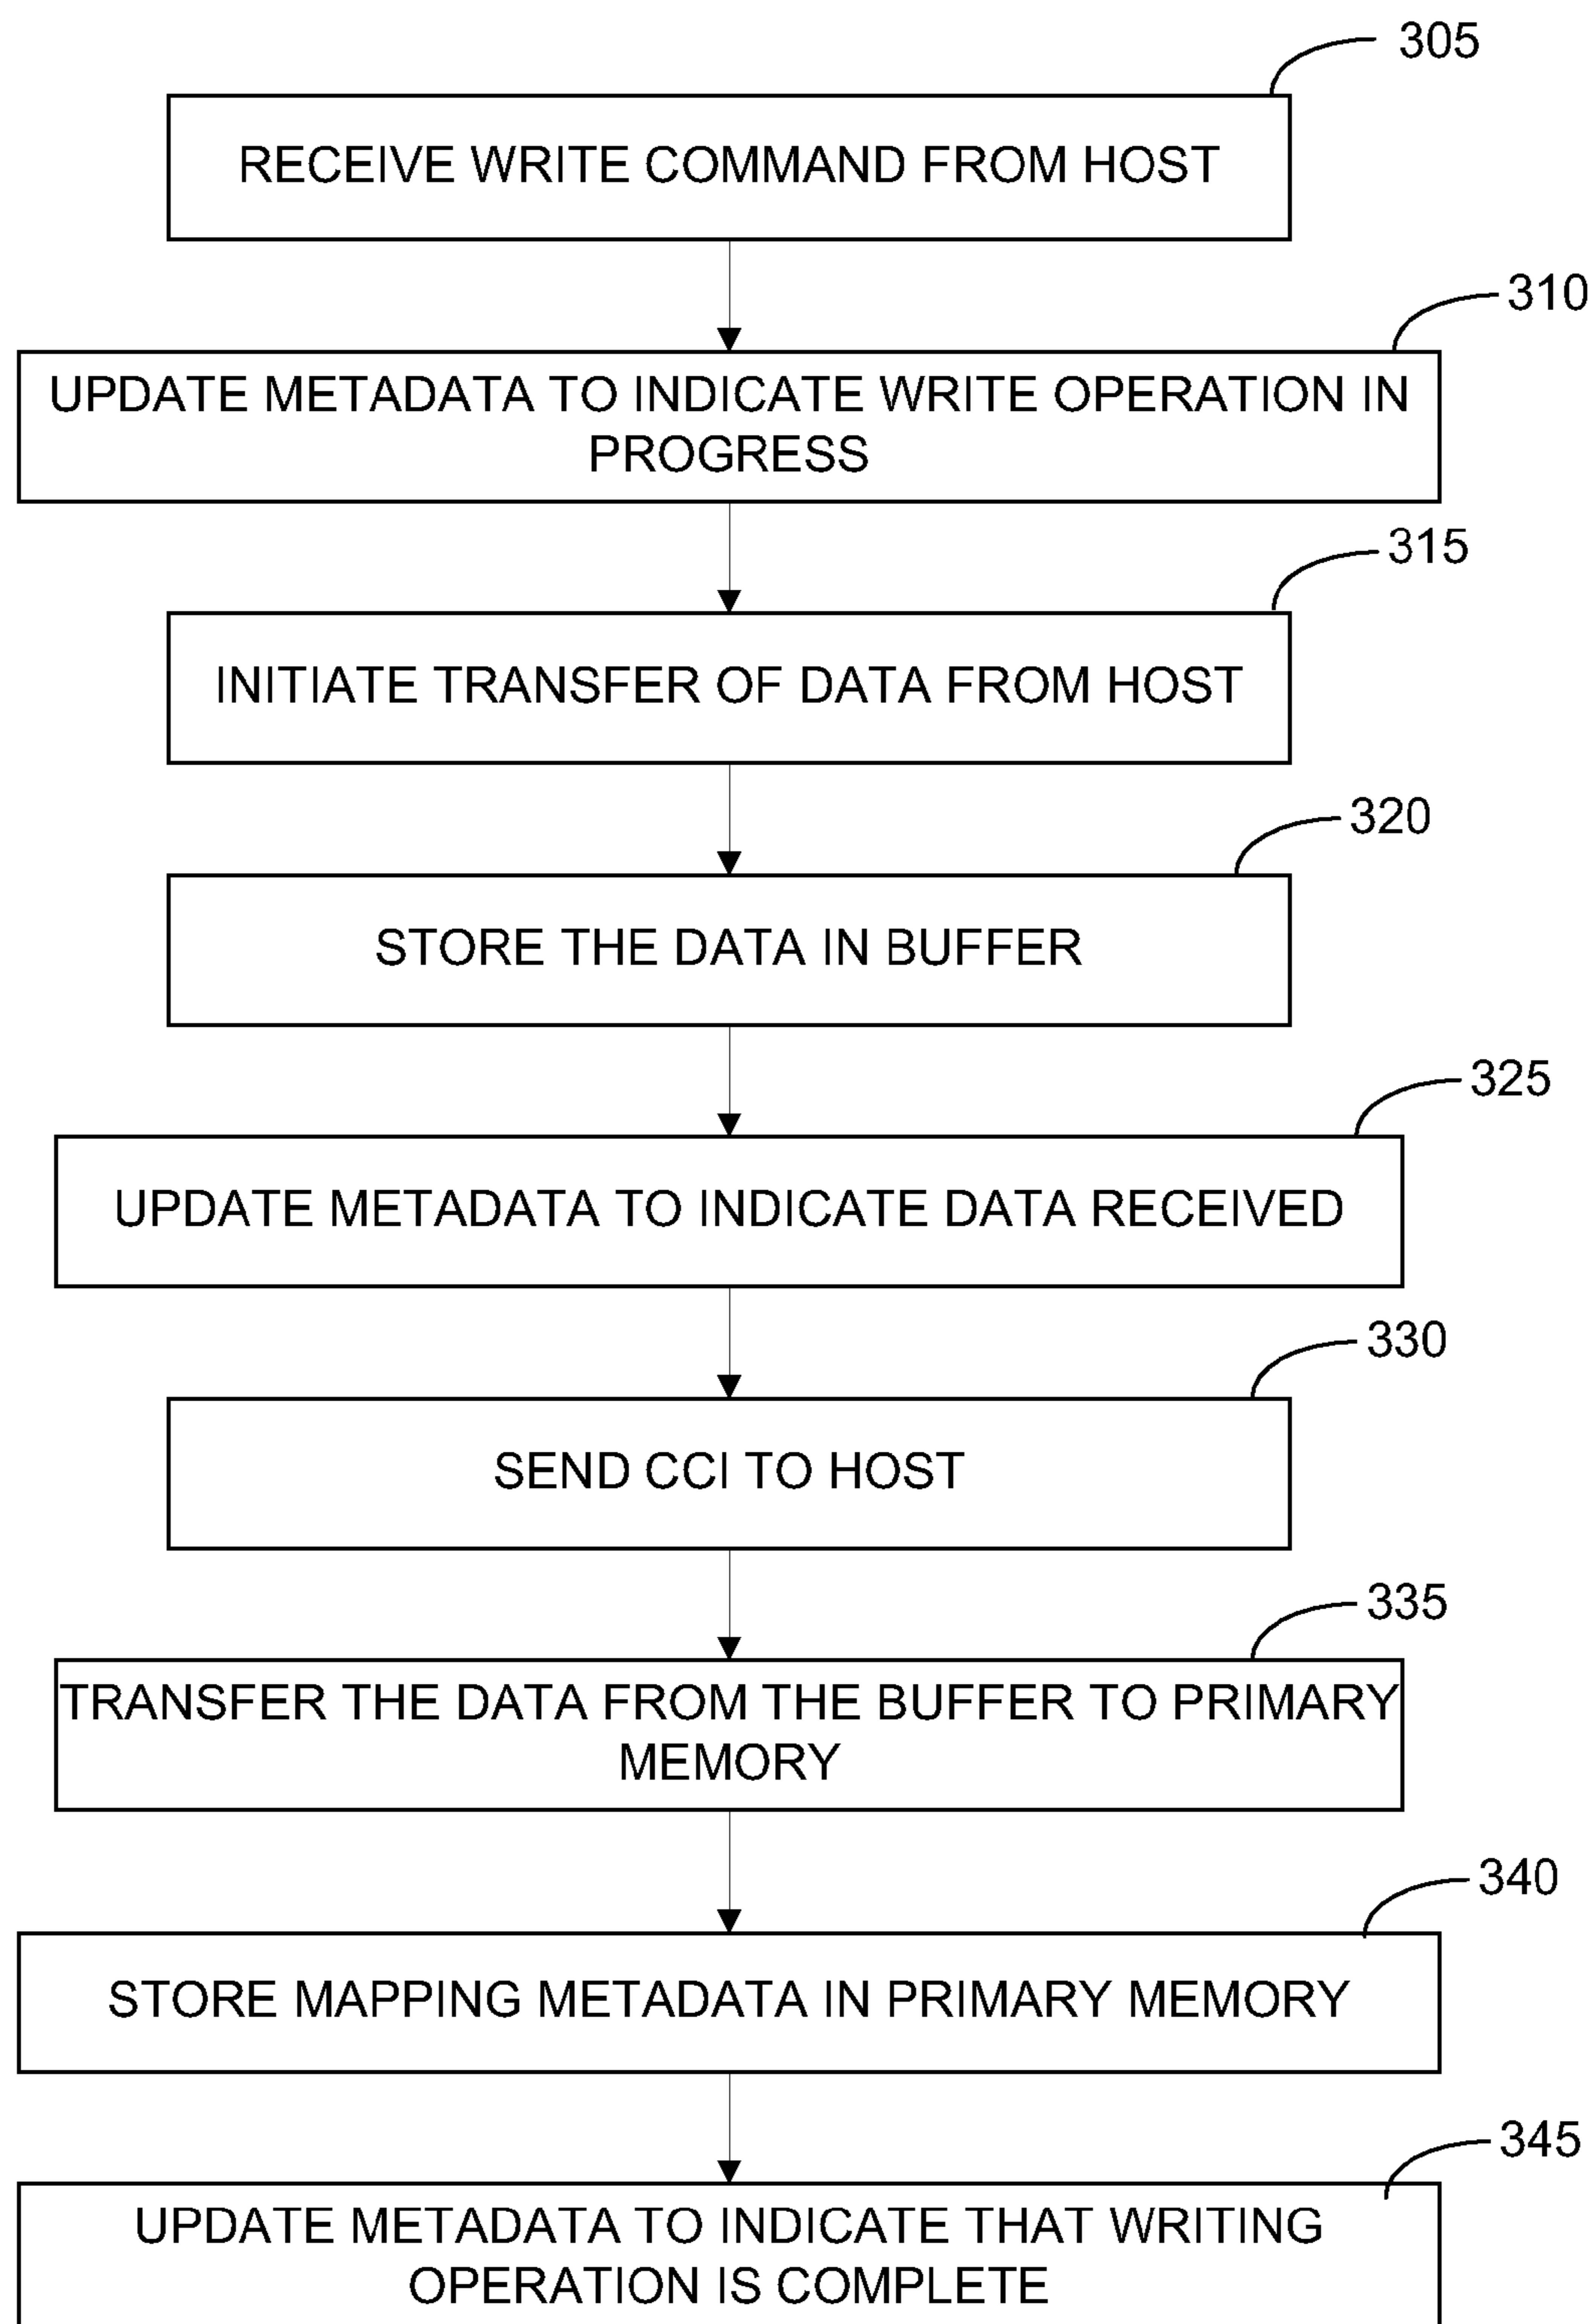 305
RECEIVE WRITE COMMAND FROM HOST
310
UPDATE METADATA TO INDICATE WRITE OPERATION IN
PROGRESS
315
INITIATE TRANSFER OF DATA FROM HOST
320
STORE THE DATA IN BUFFER
325
UPDATE METADATA TO INDICATE DATA RECEIVED
330
SEND CCI TO HOST
335
TRANSFER THE DATA FROM THE BUFFER TO PRIMARY
MEMORY
340
STORE MAPPING METADATA IN PRIMARY MEMORY
345
UPDATE METADATA TO INDICATE THAT WRITING
OPERATION IS COMPLETE